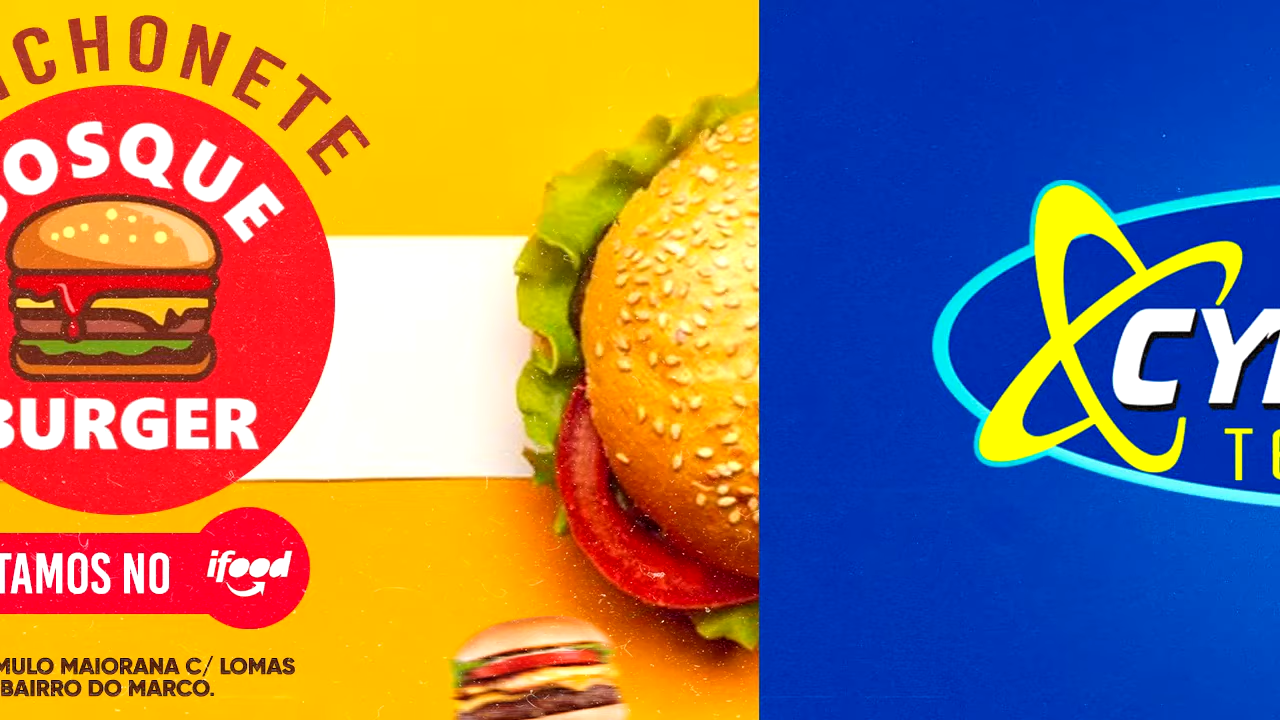 CHONETE
OSQUE
BURGER
TAMOS NO
ifood
MULO MAIORANA C/ LOMAS
BAIRRO DO MARCO.
CY
TE